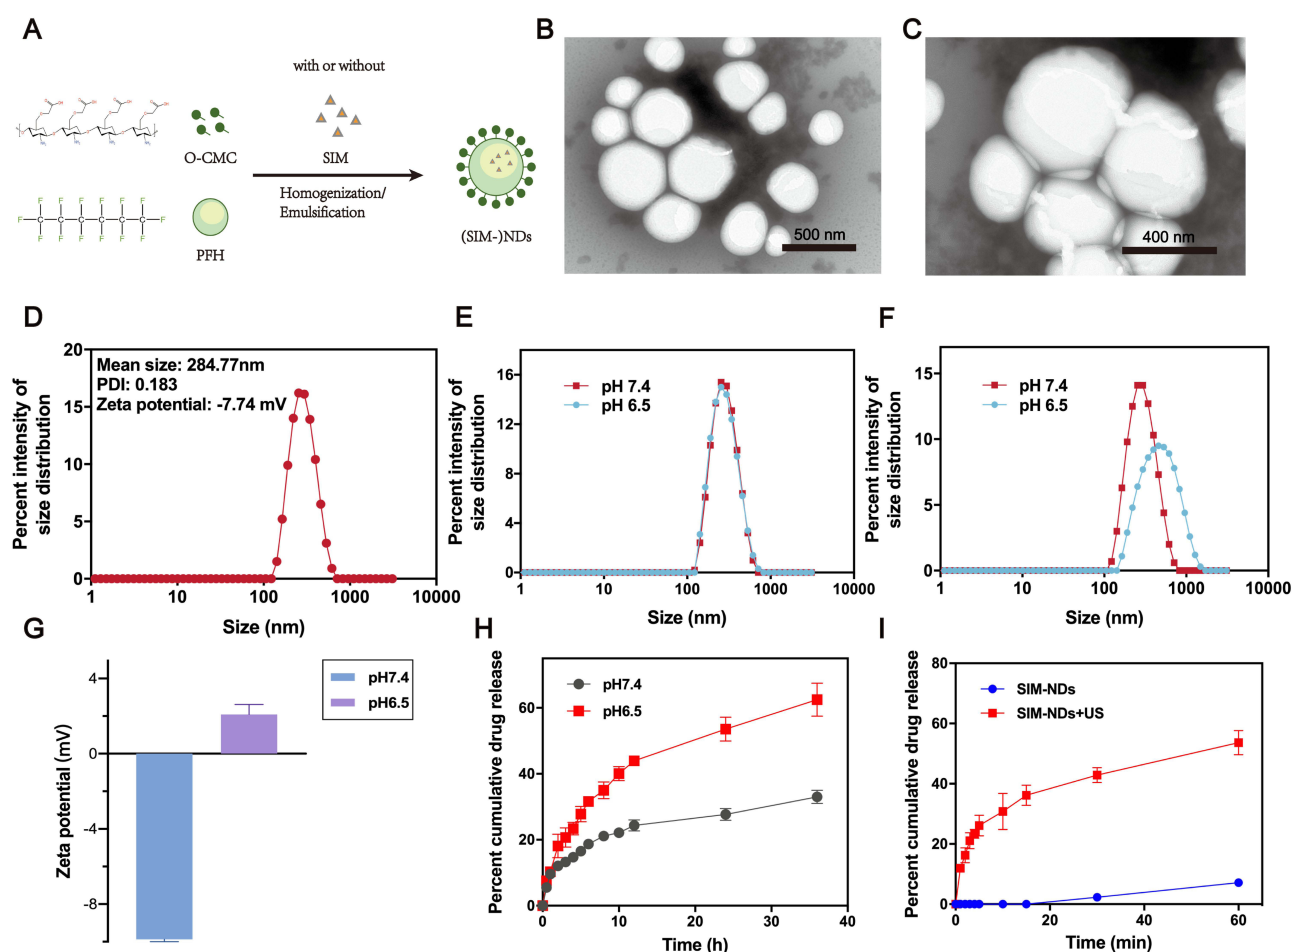 A
with or without
O-CMC
SIM
Homogenization/
Emulsification
F F F F F F
F C C C C C C F
F F F F F F
PFH
(SIM-)NDs
B
500 nm
C
400 nm
D
Mean size: 284.77nm
PDI: 0.183
Zeta potential: -7.74 mV
Percent intensity of
size distribution
20
15
10
5
0
1
10
100
1000
10000
Size (nm)
E
pH 7.4
pH 6.5
Percent intensity of
size distribution
16
12
8
4
0
1
10
100
1000
10000
Size (nm)
F
pH 7.4
pH 6.5
Percent intensity of
size distribution
15
10
5
0
1
10
100
1000
10000
Size (nm)
G
pH7.4
pH6.5
Zeta potential (mV)
4
0
-4
-8
H
pH7.4
pH6.5
Percent cumulative drug release
60
40
20
0
0
10
20
30
40
Time (h)
I
SIM-NDs
SIM-NDs+US
Percent cumulative drug release
80
60
40
20
0
0
20
40
60
Time (min)